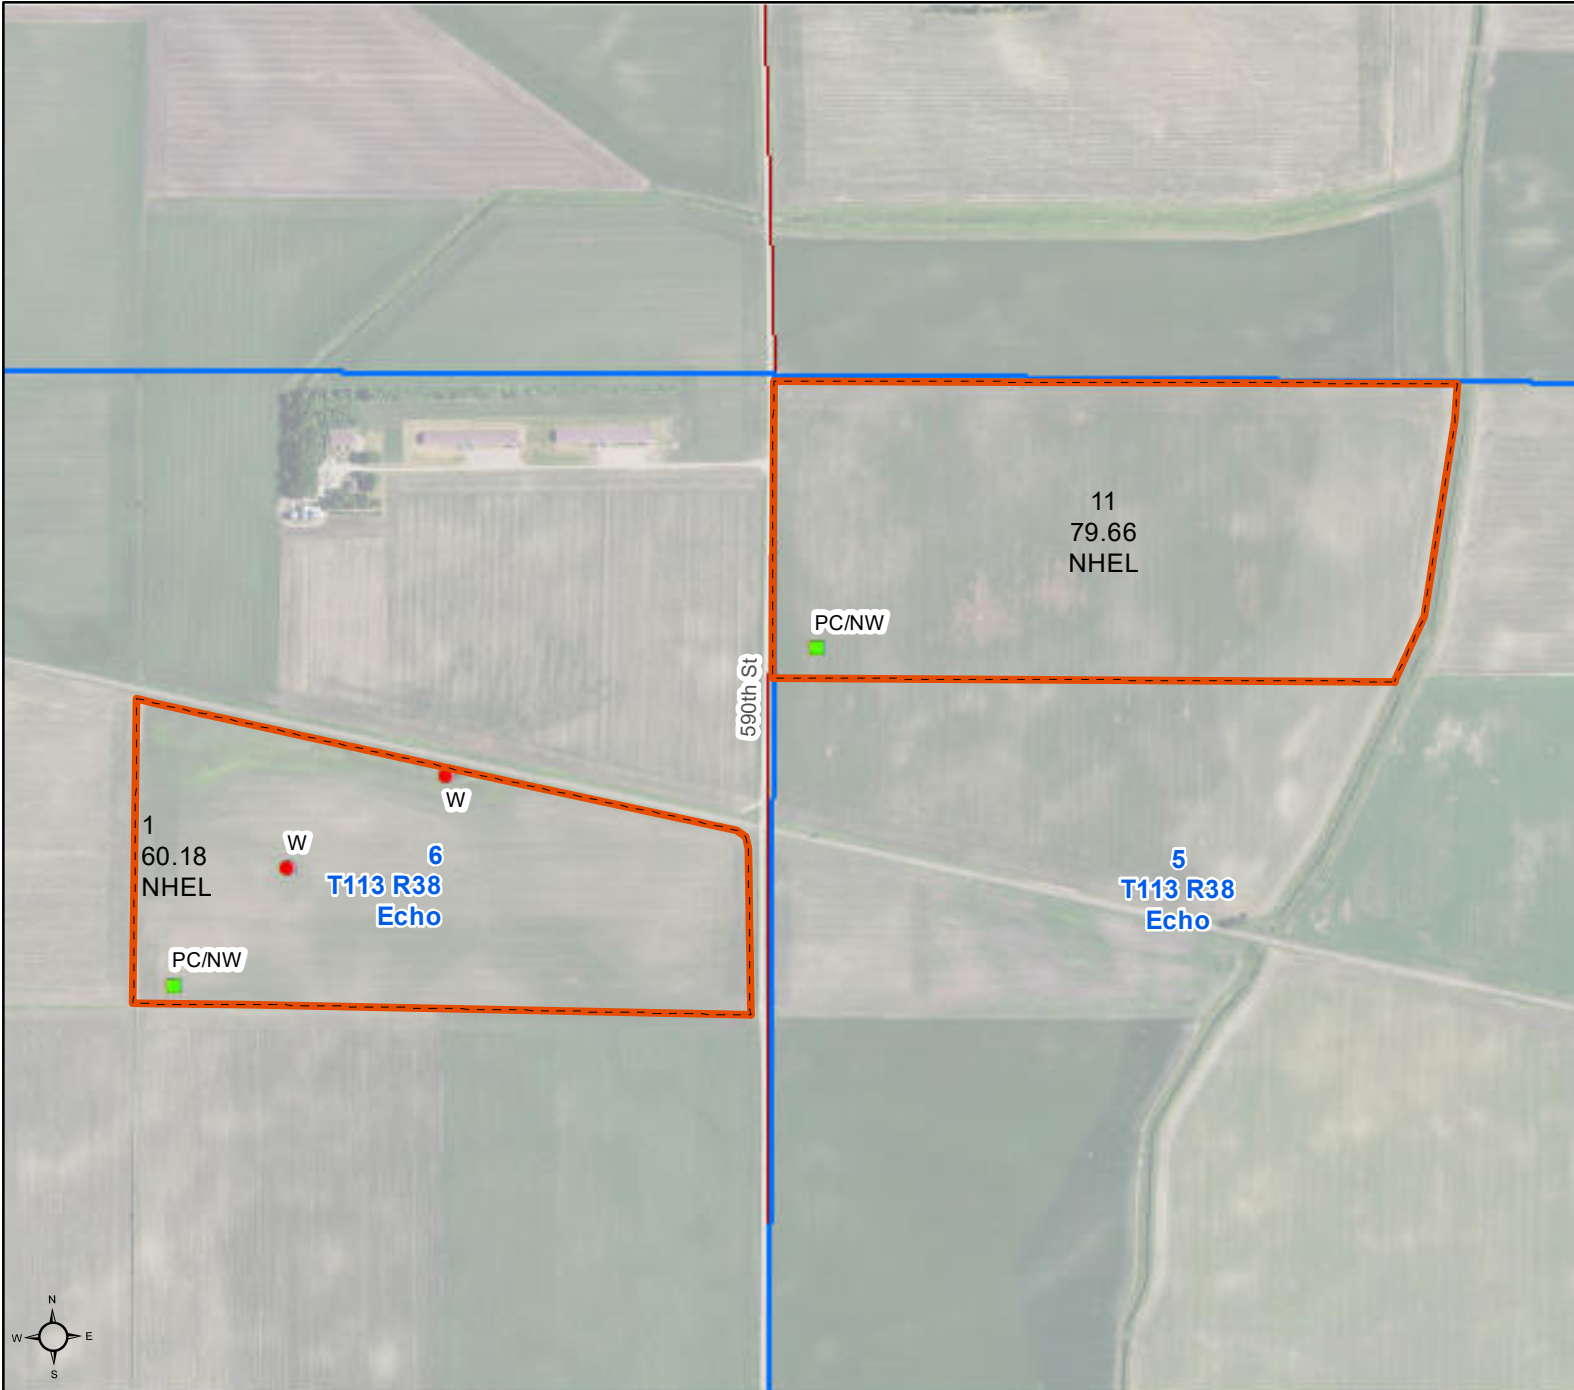 11
79.66
NHEL
PC/NW
590th St
W
1
60.18
NHEL
W
6
T113 R38
Echo
5
T113 R38
Echo
PC/NW
N
W
E
S